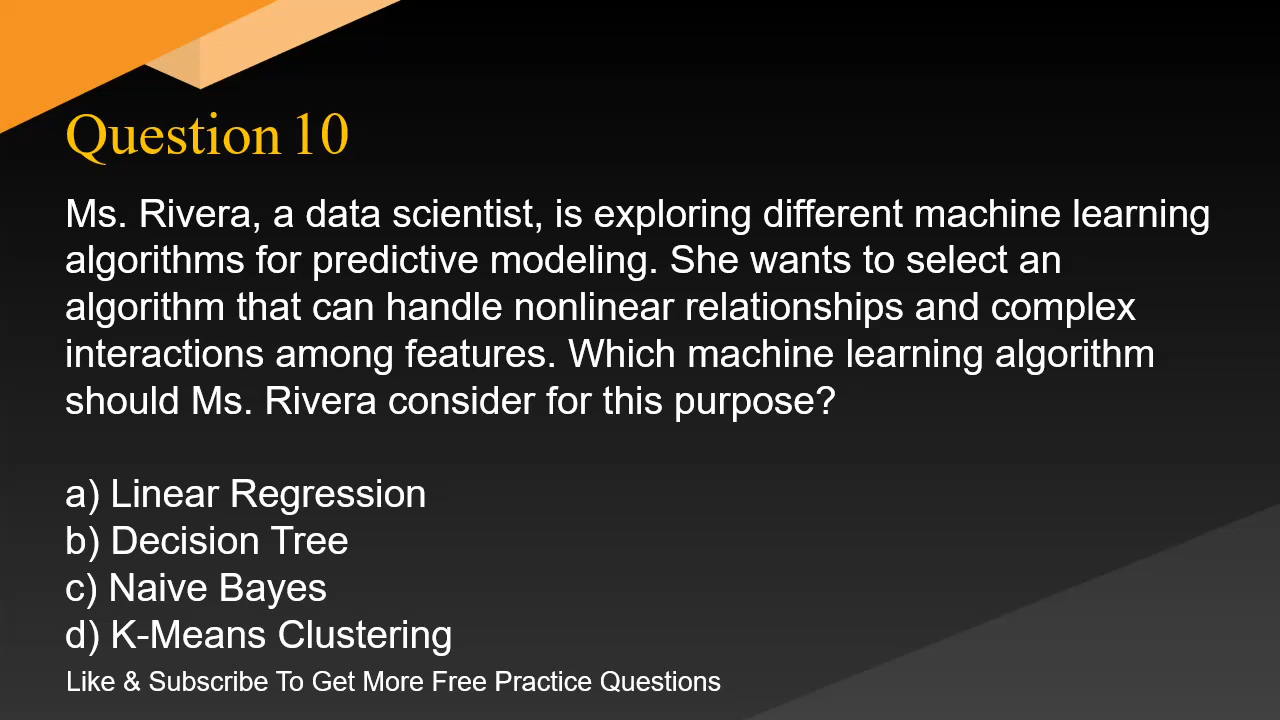 Question 10
Ms. Rivera, a data scientist, is exploring different machine learning
algorithms for predictive modeling. She wants to select an
algorithm that can handle nonlinear relationships and complex
interactions among features. Which machine learning algorithm
should Ms. Rivera consider for this purpose?
a) Linear Regression
b) Decision Tree
c) Naive Bayes
d) K-Means Clustering
Like & Subscribe To Get More Free Practice Questions